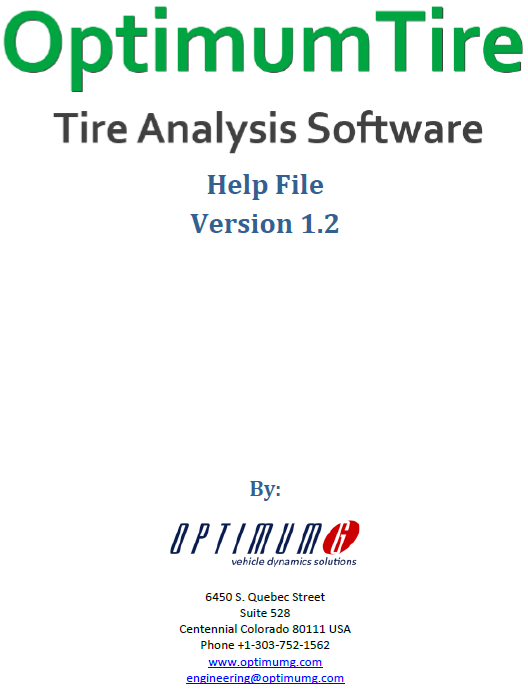 OptimumTire
Tire Analysis Software
Help File
Version 1.2
By:
OPTIMUMG
vehicle dynamics solutions
6450 S. Quebec Street
Suite 528
Centennial Colorado 80111 USA
Phone +1-303-752-1562
www.optimumg.com
engineering@optimumg.com